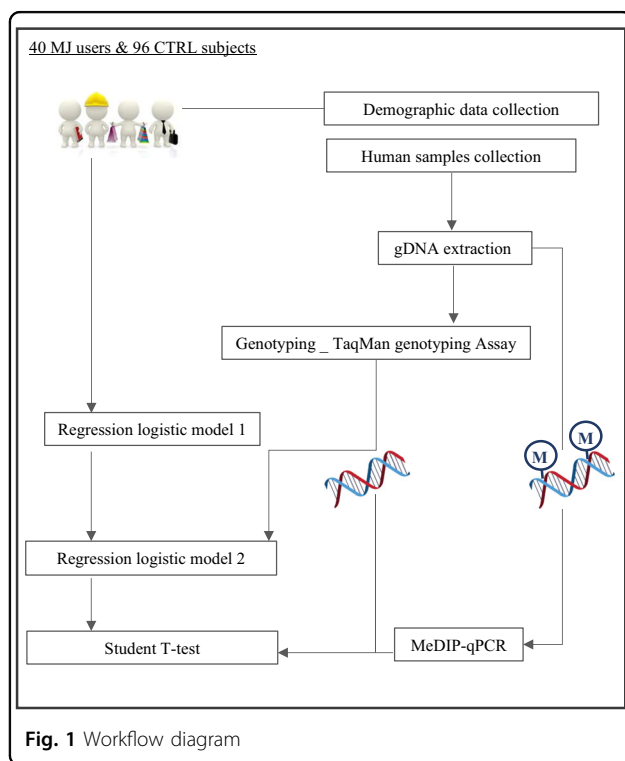 40 MJ users & 96 CTRL subjects
Demographic data collection
Human samples collection
gDNA extraction
Genotyping _ TaqMan genotyping Assay
Regression logistic model 1
M
M
Regression logistic model 2
Student T-test
MeDIP-qPCR
Fig. 1 Workflow diagram